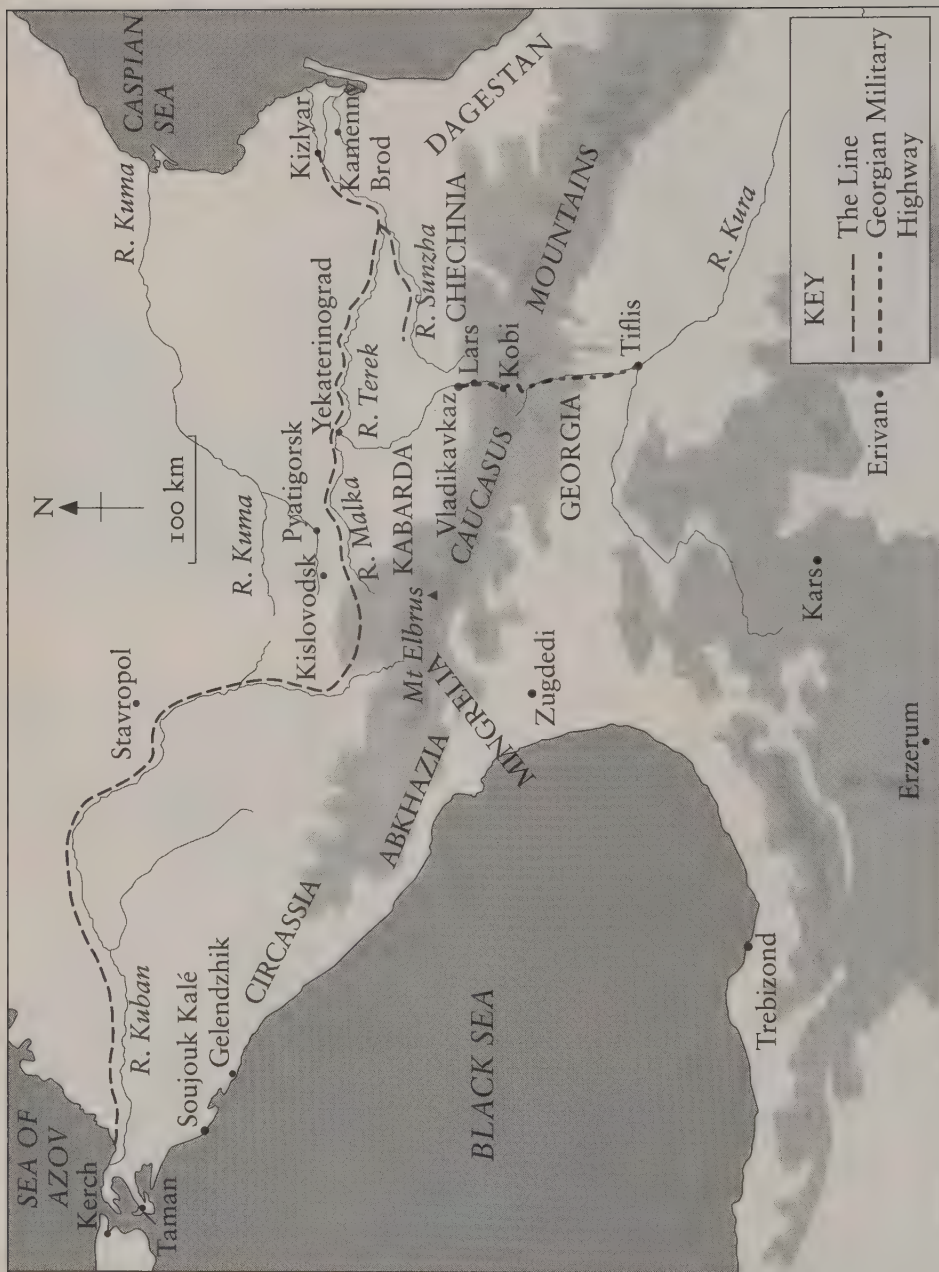 SEA OF
AZOV
Kerch
Taman
R. Kuban
Soujouk Kalé
Gelendzhik
CIRCASSIA
Stavropol
ABKHAZIA
MINGRELIA
Zugdedi
BLACK SEA
Trebizond
Erzerum
Kars
Erivan
N
100 km
R. Kuma
R. Kuma
CASPIAN
SEA
Pyatigorsk
Kislovodsk
R. Malka
Mt Elbrus
KABARDA
Yekaterinograd
R. Terek
Vladikavkaz
Lars
Kobi
CAUCASUS
MOUNTAINS
GEORGIA
Tiflis
R. Kura
R. Sunzha
CHECHNIA
Kizlyar
Kamenny
Brod
DAGESTAN
KEY
The Line
Georgian Military
Highway